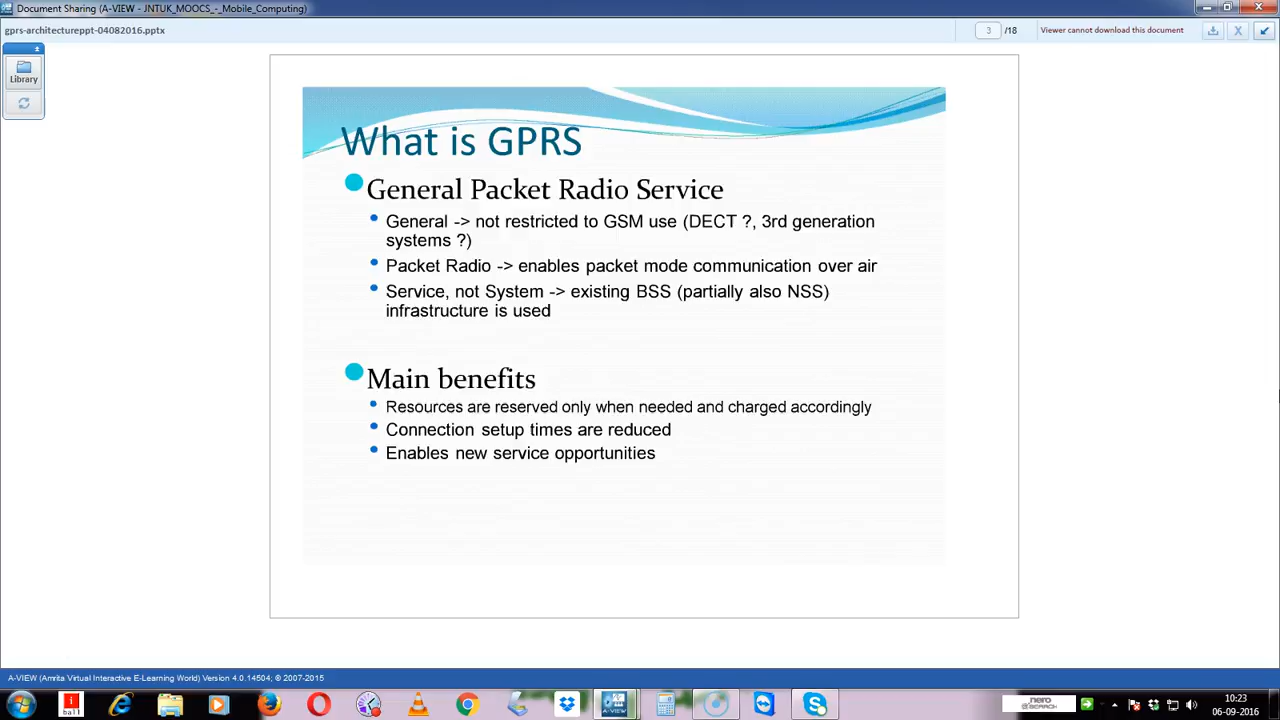 Document Sharing (A-VIEW - JNTUK_MOOCS_-_Mobile_Computing)
gprs-architectureppt-04082016.pptx
3 /18
Viewer cannot download this document
Library
What is GPRS
General Packet Radio Service
General -> not restricted to GSM use (DECT ?, 3rd generation
systems ?)
Packet Radio -> enables packet mode communication over air
Service, not System -> existing BSS (partially also NSS)
infrastructure is used
Main benefits
Resources are reserved only when needed and charged accordingly
Connection setup times are reduced
Enables new service opportunities
A-VIEW (Amrita Virtual Interactive E-Learning World) Version 4.0.14504; © 2007-2015
i
ball
A-VIEW
nero
SEARCH
10:23
06-09-2016